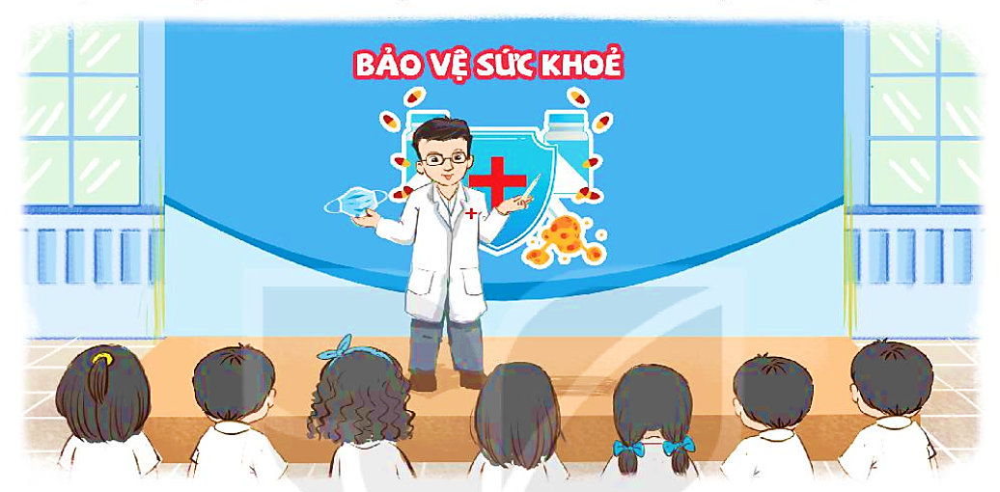 BẢO VỆ SỨC KHOẺ